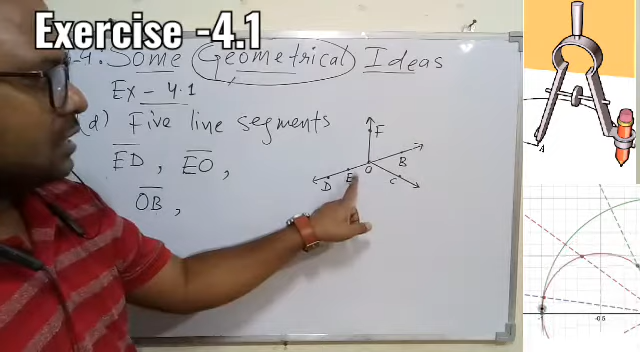 Exercise -4.1
4. Some Geometrical Ideas
Ex - 4.1
(d) Five line segments
ED, EO,
OB,
F
B
O
E
D
C
A
-0.5